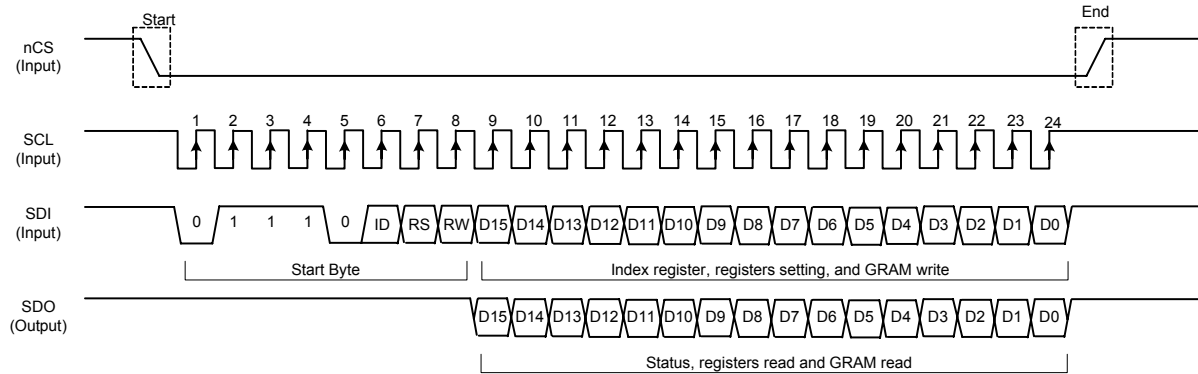 Start
End
nCS
(Input)
1 2 3 4 5 6 7 8 9 10 11 12 13 14 15 16 17 18 19 20 21 22 23 24
SCL
(Input)
SDI
(Input)
0 1 1 1 0 ID RS RW D15 D14 D13 D12 D11 D10 D9 D8 D7 D6 D5 D4 D3 D2 D1 D0
Start Byte
Index register, registers setting, and GRAM write
SDO
(Output)
D15 D14 D13 D12 D11 D10 D9 D8 D7 D6 D5 D4 D3 D2 D1 D0
Status, registers read and GRAM read